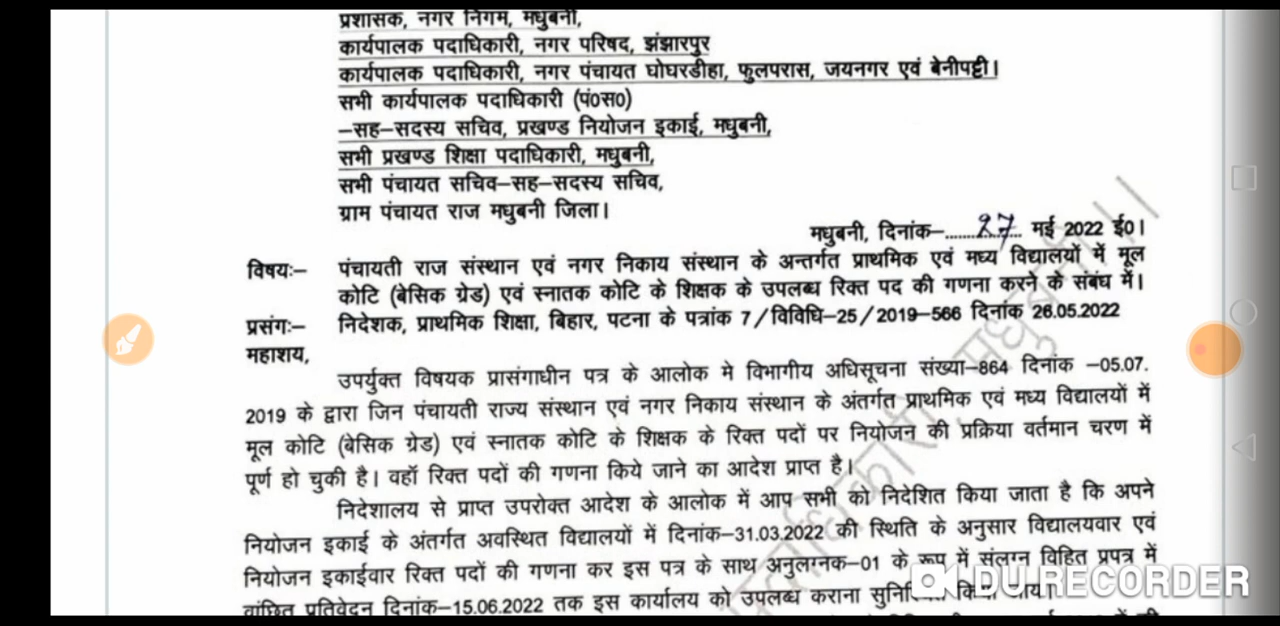 प्रशासक, नगर निगम, मधुबनी,
कार्यपालक पदाधिकारी, नगर परिषद, झंझारपुर
कार्यपालक पदाधिकारी, नगर पंचायत घोघरडीहा, फुलपरास, जयनगर एवं बेनीपट्टी।
सभी कार्यपालक पदाधिकारी (पं०स०)
–सह–सदस्य सचिव, प्रखण्ड नियोजन इकाई, मधुबनी,
सभी प्रखण्ड शिक्षा पदाधिकारी, मधुबनी,
सभी पंचायत सचिव–सह–सदस्य सचिव,
ग्राम पंचायत राज मधुबनी जिला।
मधुबनी, दिनांक–.......27... मई 2022 ई०।
विषयः– पंचायती राज संस्थान एवं नगर निकाय संस्थान के अन्तर्गत प्राथमिक एवं मध्य विद्यालयों में मूल
कोटि (बेसिक ग्रेड) एवं स्नातक कोटि के शिक्षक के उपलब्ध रिक्त पद की गणना करने के संबंध में।
प्रसंगः– निदेशक, प्राथमिक शिक्षा, बिहार, पटना के पत्रांक 7/विविधि–25/2019–566 दिनांक 26.05.2022
महाशय,
उपर्युक्त विषयक प्रासंगाधीन पत्र के आलोक मे विभागीय अधिसूचना संख्या–864 दिनांक –05.07.
2019 के द्वारा जिन पंचायती राज्य संस्थान एवं नगर निकाय संस्थान के अंतर्गत प्राथमिक एवं मध्य विद्यालयों में
मूल कोटि (बेसिक ग्रेड) एवं स्नातक कोटि के शिक्षक के रिक्त पदों पर नियोजन की प्रक्रिया वर्तमान चरण में
पूर्ण हो चुकी है। वहाँ रिक्त पदों की गणना किये जाने का आदेश प्राप्त है।
निदेशालय से प्राप्त उपरोक्त आदेश के आलोक में आप सभी को निदेशित किया जाता है कि अपने
नियोजन इकाई के अंतर्गत अवस्थित विद्यालयों में दिनांक–31.03.2022 की स्थिति के अनुसार विद्यालयवार एवं
नियोजन इकाईवार रिक्त पदों की गणना कर इस पत्र के साथ अनुलग्नक–01 के रूप में संलग्न विहित प्रपत्र में
वांछित प्रतिवेदन दिनांक–15.06.2022 तक इस कार्यालय को उपलब्ध कराना सुनिश्चित किया जाय।
DU RECORDER